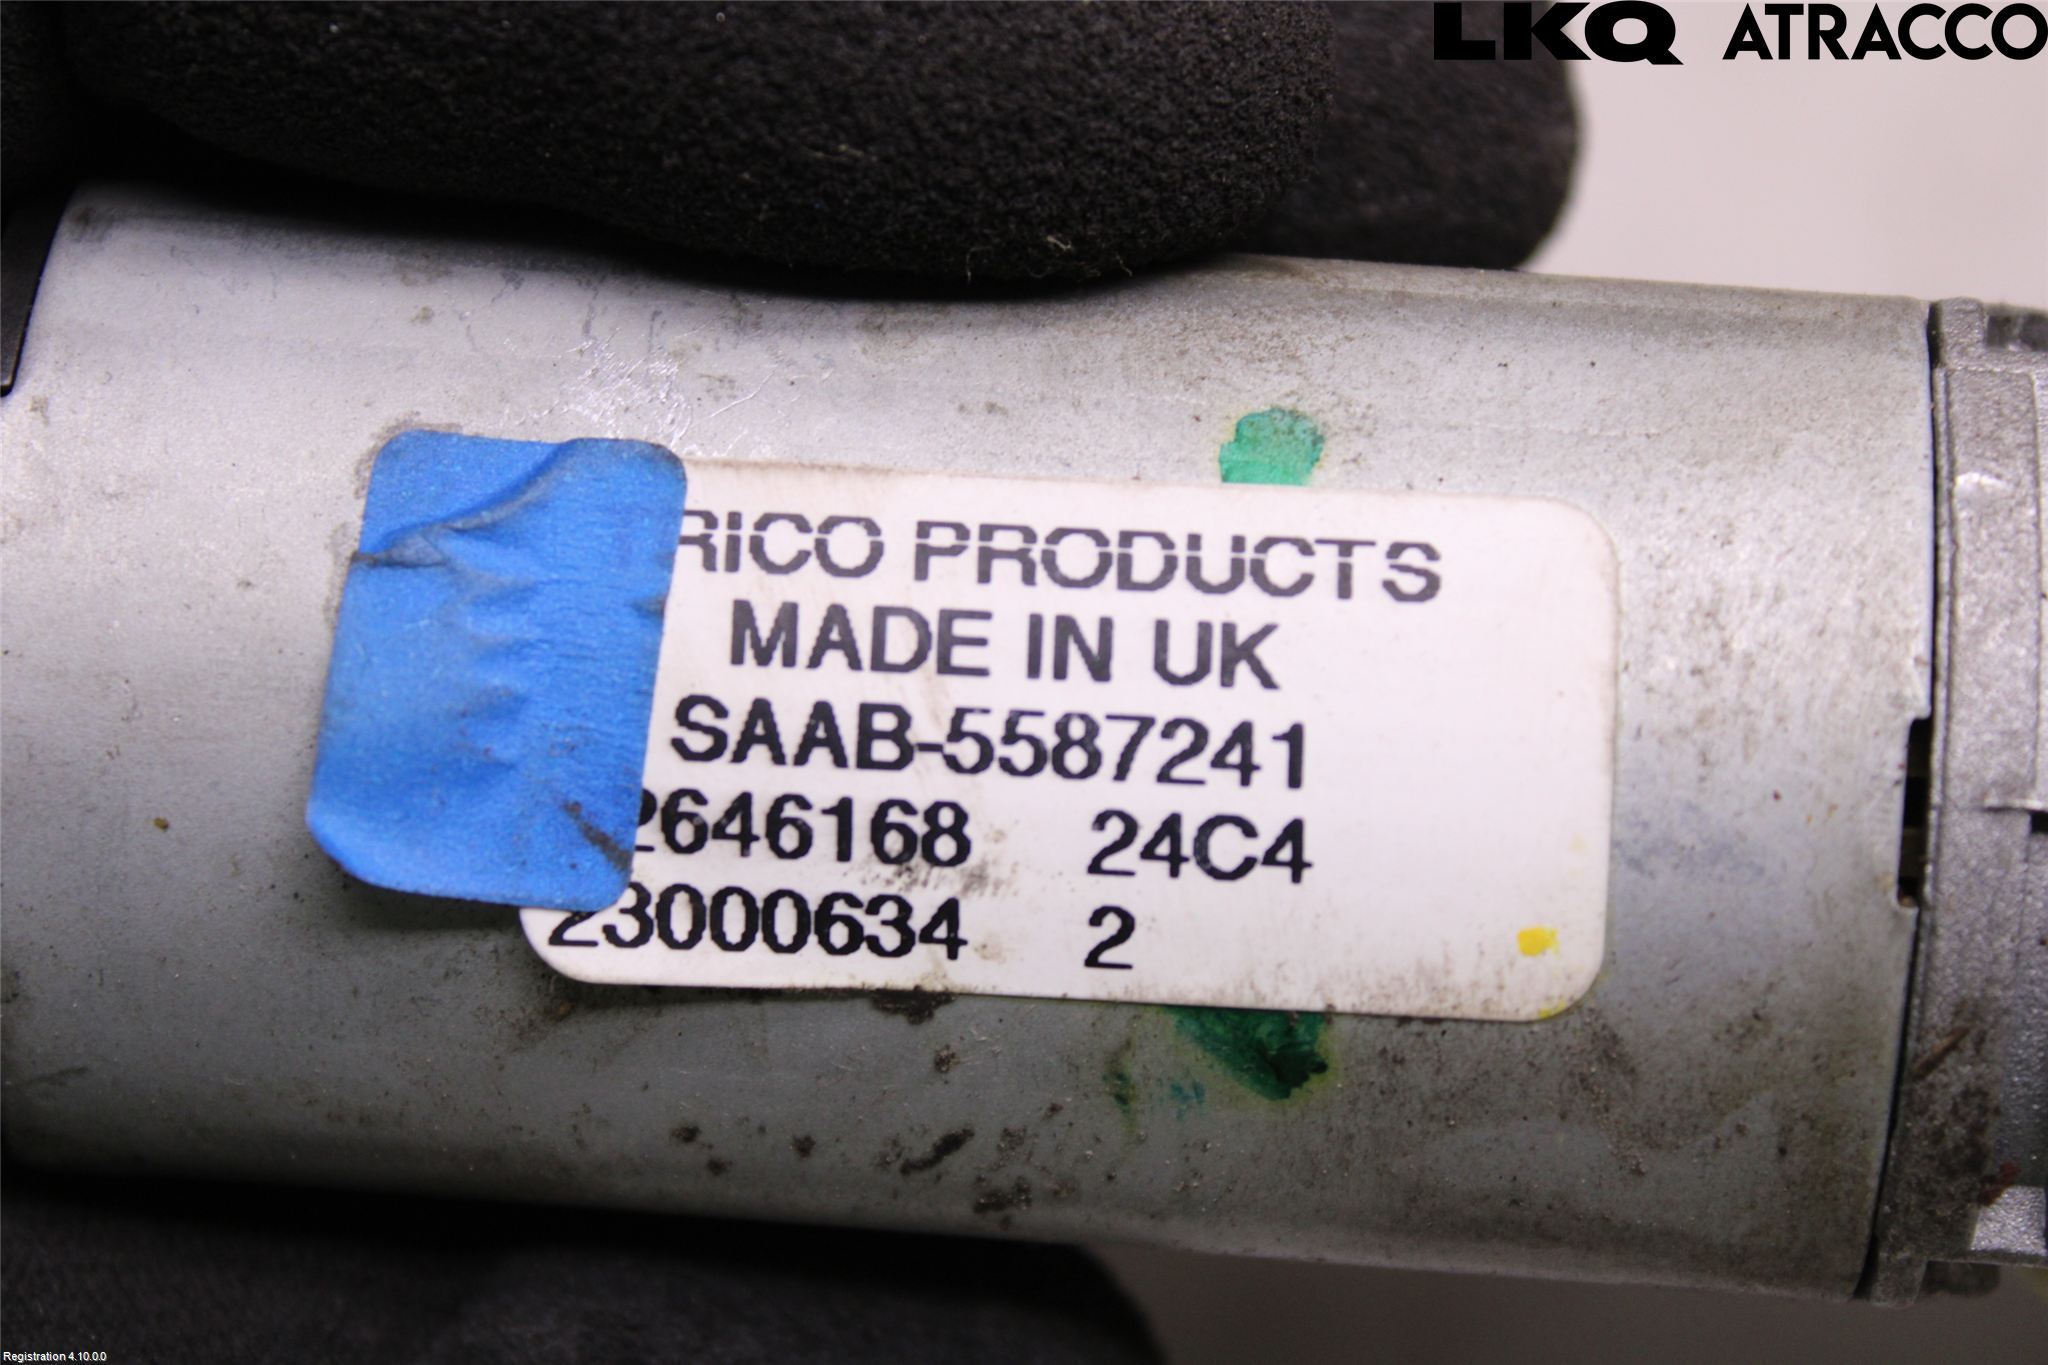 LKQ ATRACCO
RICO PRODUCTS
MADE IN UK
SAAB-5587241
2646168 24C4
23000634 2
Registration 4.10.0.0